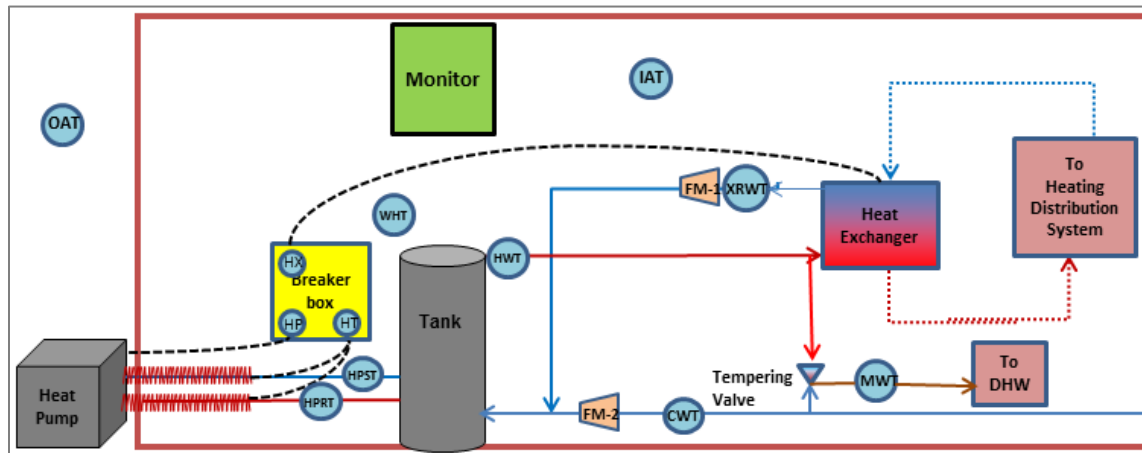 Monitor
IAT
OAT
To
Heating
Distribution
System
FM-1
XRWT
Heat
Exchanger
WHT
HWT
HX
Breaker
box
HP
HT
Tank
Heat
Pump
HPST
HPRT
Tempering
Valve
MWT
To
DHW
FM-2
CWT